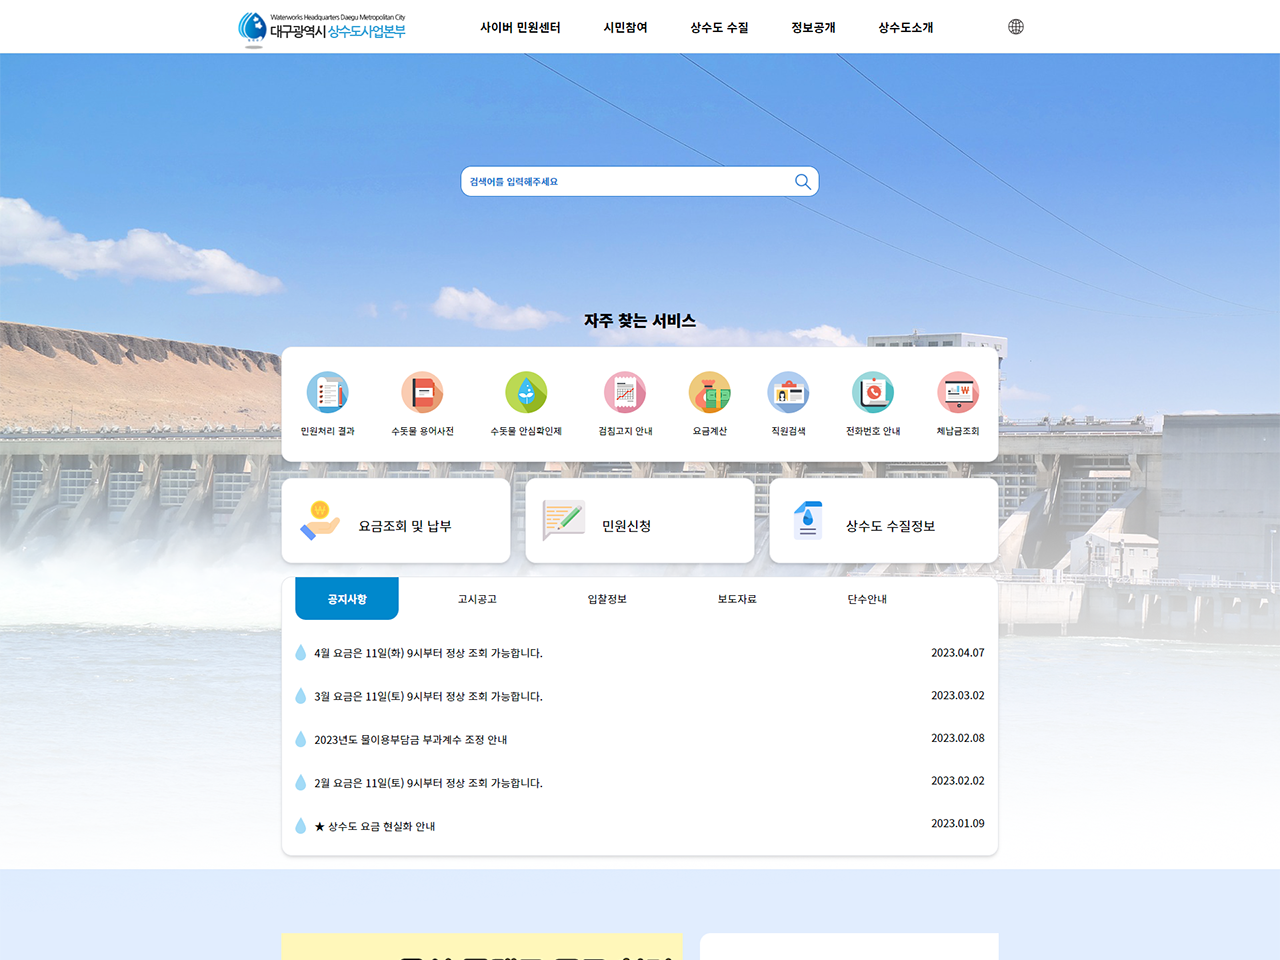 Waterworks Headquarters Daegu Metropolitan City
대구광역시 상수도사업본부
사이버 민원센터
시민참여
상수도 수질
정보공개
상수도소개
검색어를 입력해주세요
자주 찾는 서비스
민원처리 결과
수돗물 용어사전
수돗물 안심확인제
검침고지 안내
요금계산
직원검색
전화번호 안내
체납금조회
요금조회 및 납부
민원신청
상수도 수질정보
공지사항
고시공고
입찰정보
보도자료
단수안내
4월 요금은 11일(화) 9시부터 정상 조회 가능합니다.
2023.04.07
3월 요금은 11일(토) 9시부터 정상 조회 가능합니다.
2023.03.02
2023년도 물이용부담금 부과계수 조정 안내
2023.02.08
2월 요금은 11일(토) 9시부터 정상 조회 가능합니다.
2023.02.02
★ 상수도 요금 현실화 안내
2023.01.09